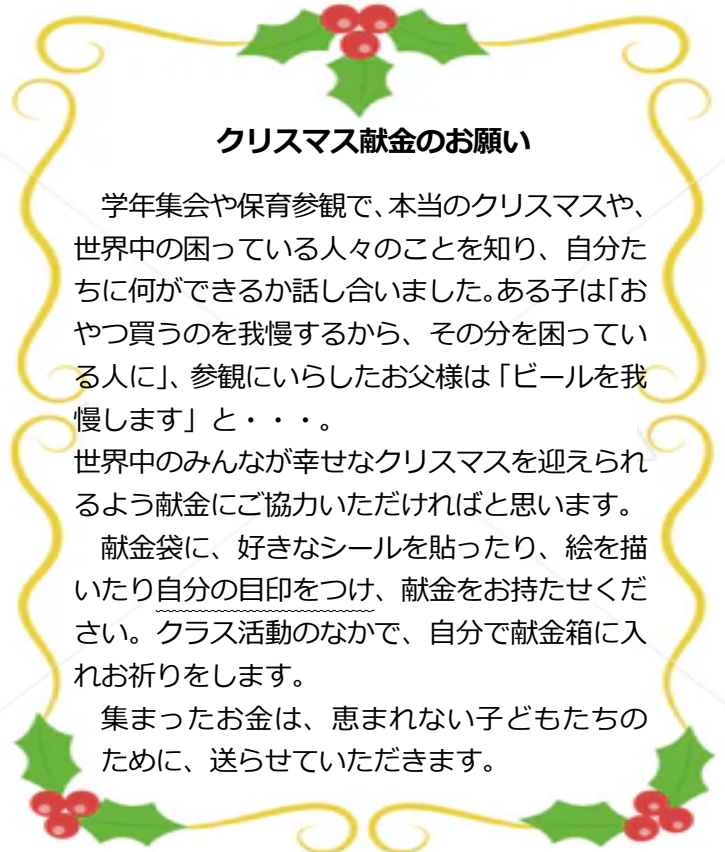 クリスマス献金のお願い
学年集会や保育参観で、本当のクリスマスや、
世界中の困っている人々のことを知り、自分た
ちに何ができるか話し合いました。ある子は「お
やつ買うのを我慢するから、その分を困ってい
る人に」、参観にいらしたお父様は「ビールを我
慢します」と・・・。
世界中のみんなが幸せなクリスマスを迎えられ
るよう献金にご協力いただければと思います。
献金袋に、好きなシールを貼ったり、絵を描
いたり自分の目印をつけ、献金をお持たせくだ
さい。クラス活動のなかで、自分で献金箱に入
れお祈りをします。
集まったお金は、恵まれない子どもたちの
ために、送らせていただきます。